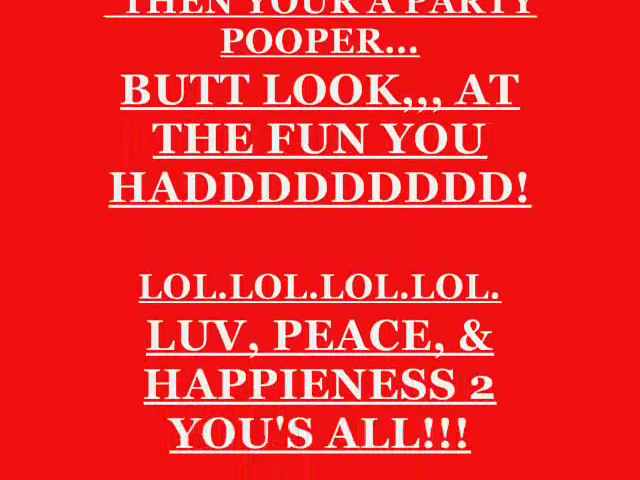 THEN YOUR A PARTY
POOPER...
BUTT LOOK,,, AT
THE FUN YOU
HADDDDDDDDDD!
LOL.LOL.LOL.LOL.
LUV, PEACE, &
HAPPIENESS 2
YOU'S ALL!!!